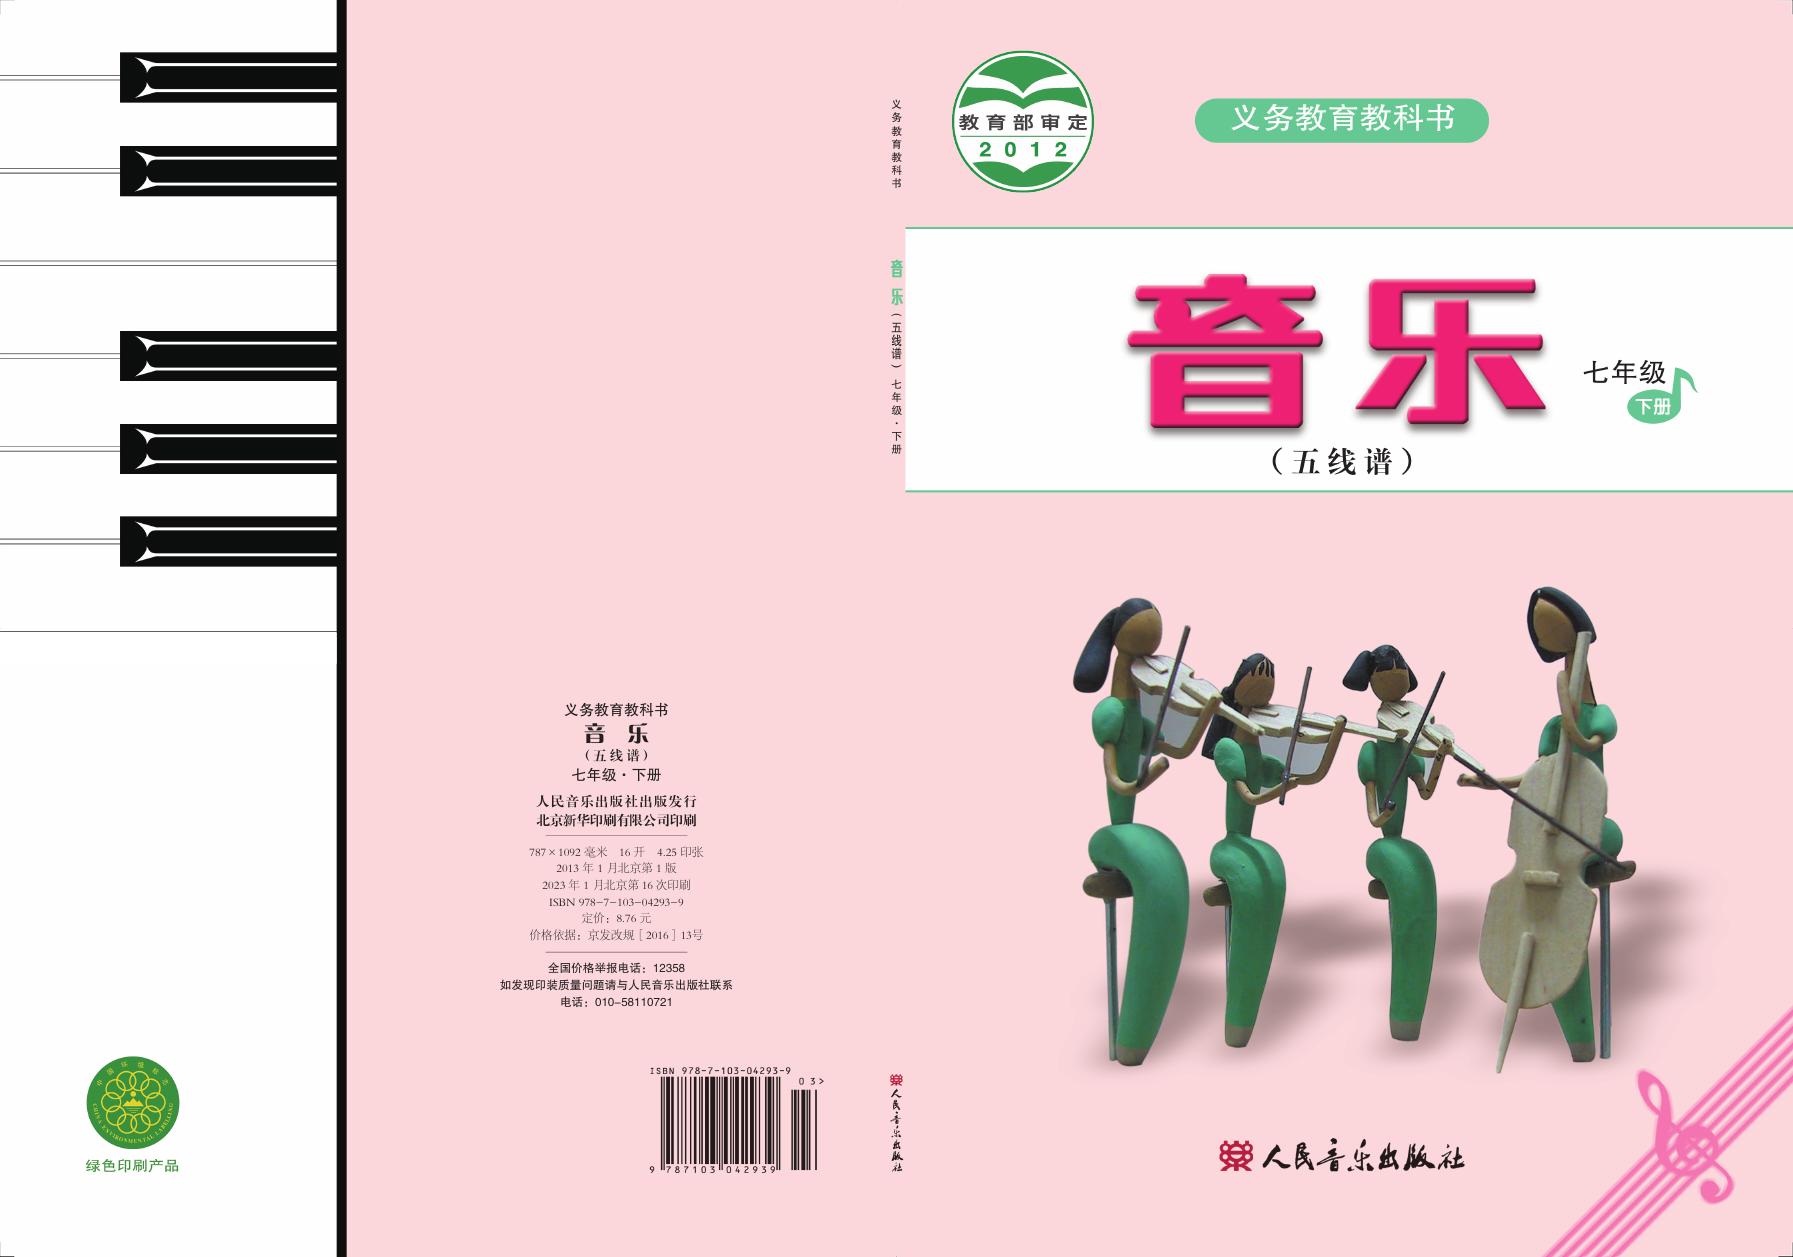 义务教育教科书
音乐（五线谱）七年级·下册
人民音乐出版社
教育部审定
2012
义务教育教科书
音乐
七年级
下册
（五线谱）
人民音乐出版社
义务教育教科书
音 乐
（五线谱）
七年级·下册
人民音乐出版社出版发行
北京新华印刷有限公司印刷
787×1092 毫米 16 开 4.25 印张
2013 年 1 月北京第 1 版
2023 年 1 月北京第 16 次印刷
ISBN 978-7-103-04293-9
定价：8.76 元
价格依据：京发改规［2016］13号
全国价格举报电话：12358
如发现印装质量问题请与人民音乐出版社联系
电话：010-58110721
ISBN 978-7-103-04293-9
03>
9 787103 042939
中国环境标志
CHINA ENVIRONMENTAL LABELLING
绿色印刷产品